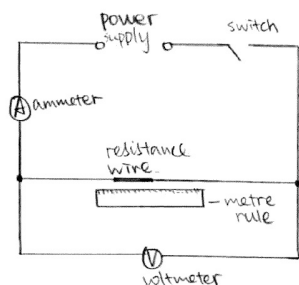 power
supply
switch
A ammeter
resistance
wire
metre
rule
V
voltmeter